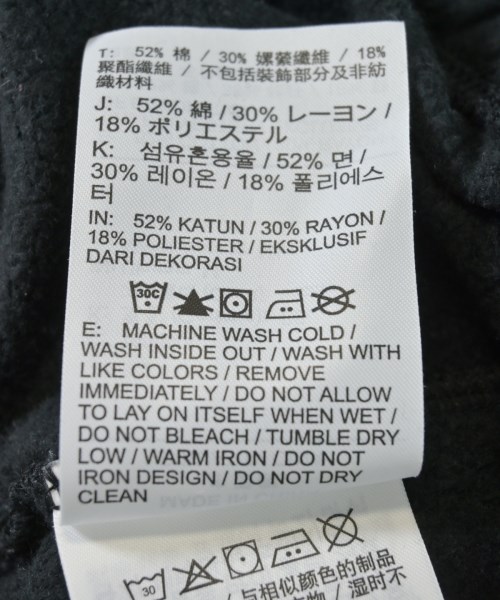 T: 52% 棉 / 30% 嫘縈纖維 / 18%
聚酯纖維 / 不包括裝飾部分及非紡
織材料
J: 52% 綿 / 30% レーヨン /
18% ポリエステル
K: 섬유혼용율 / 52% 면 /
30% 레이온 / 18% 폴리에스
터
IN: 52% KATUN / 30% RAYON /
18% POLIESTER / EKSKLUSIF
DARI DEKORASI
30C
E: MACHINE WASH COLD /
WASH INSIDE OUT / WASH WITH
LIKE COLORS / REMOVE
IMMEDIATELY / DO NOT ALLOW
TO LAY ON ITSELF WHEN WET /
DO NOT BLEACH / TUMBLE DRY
LOW / WARM IRON / DO NOT
IRON DESIGN / DO NOT DRY
CLEAN
30
/ 与相似颜色的制品
/ 湿时不